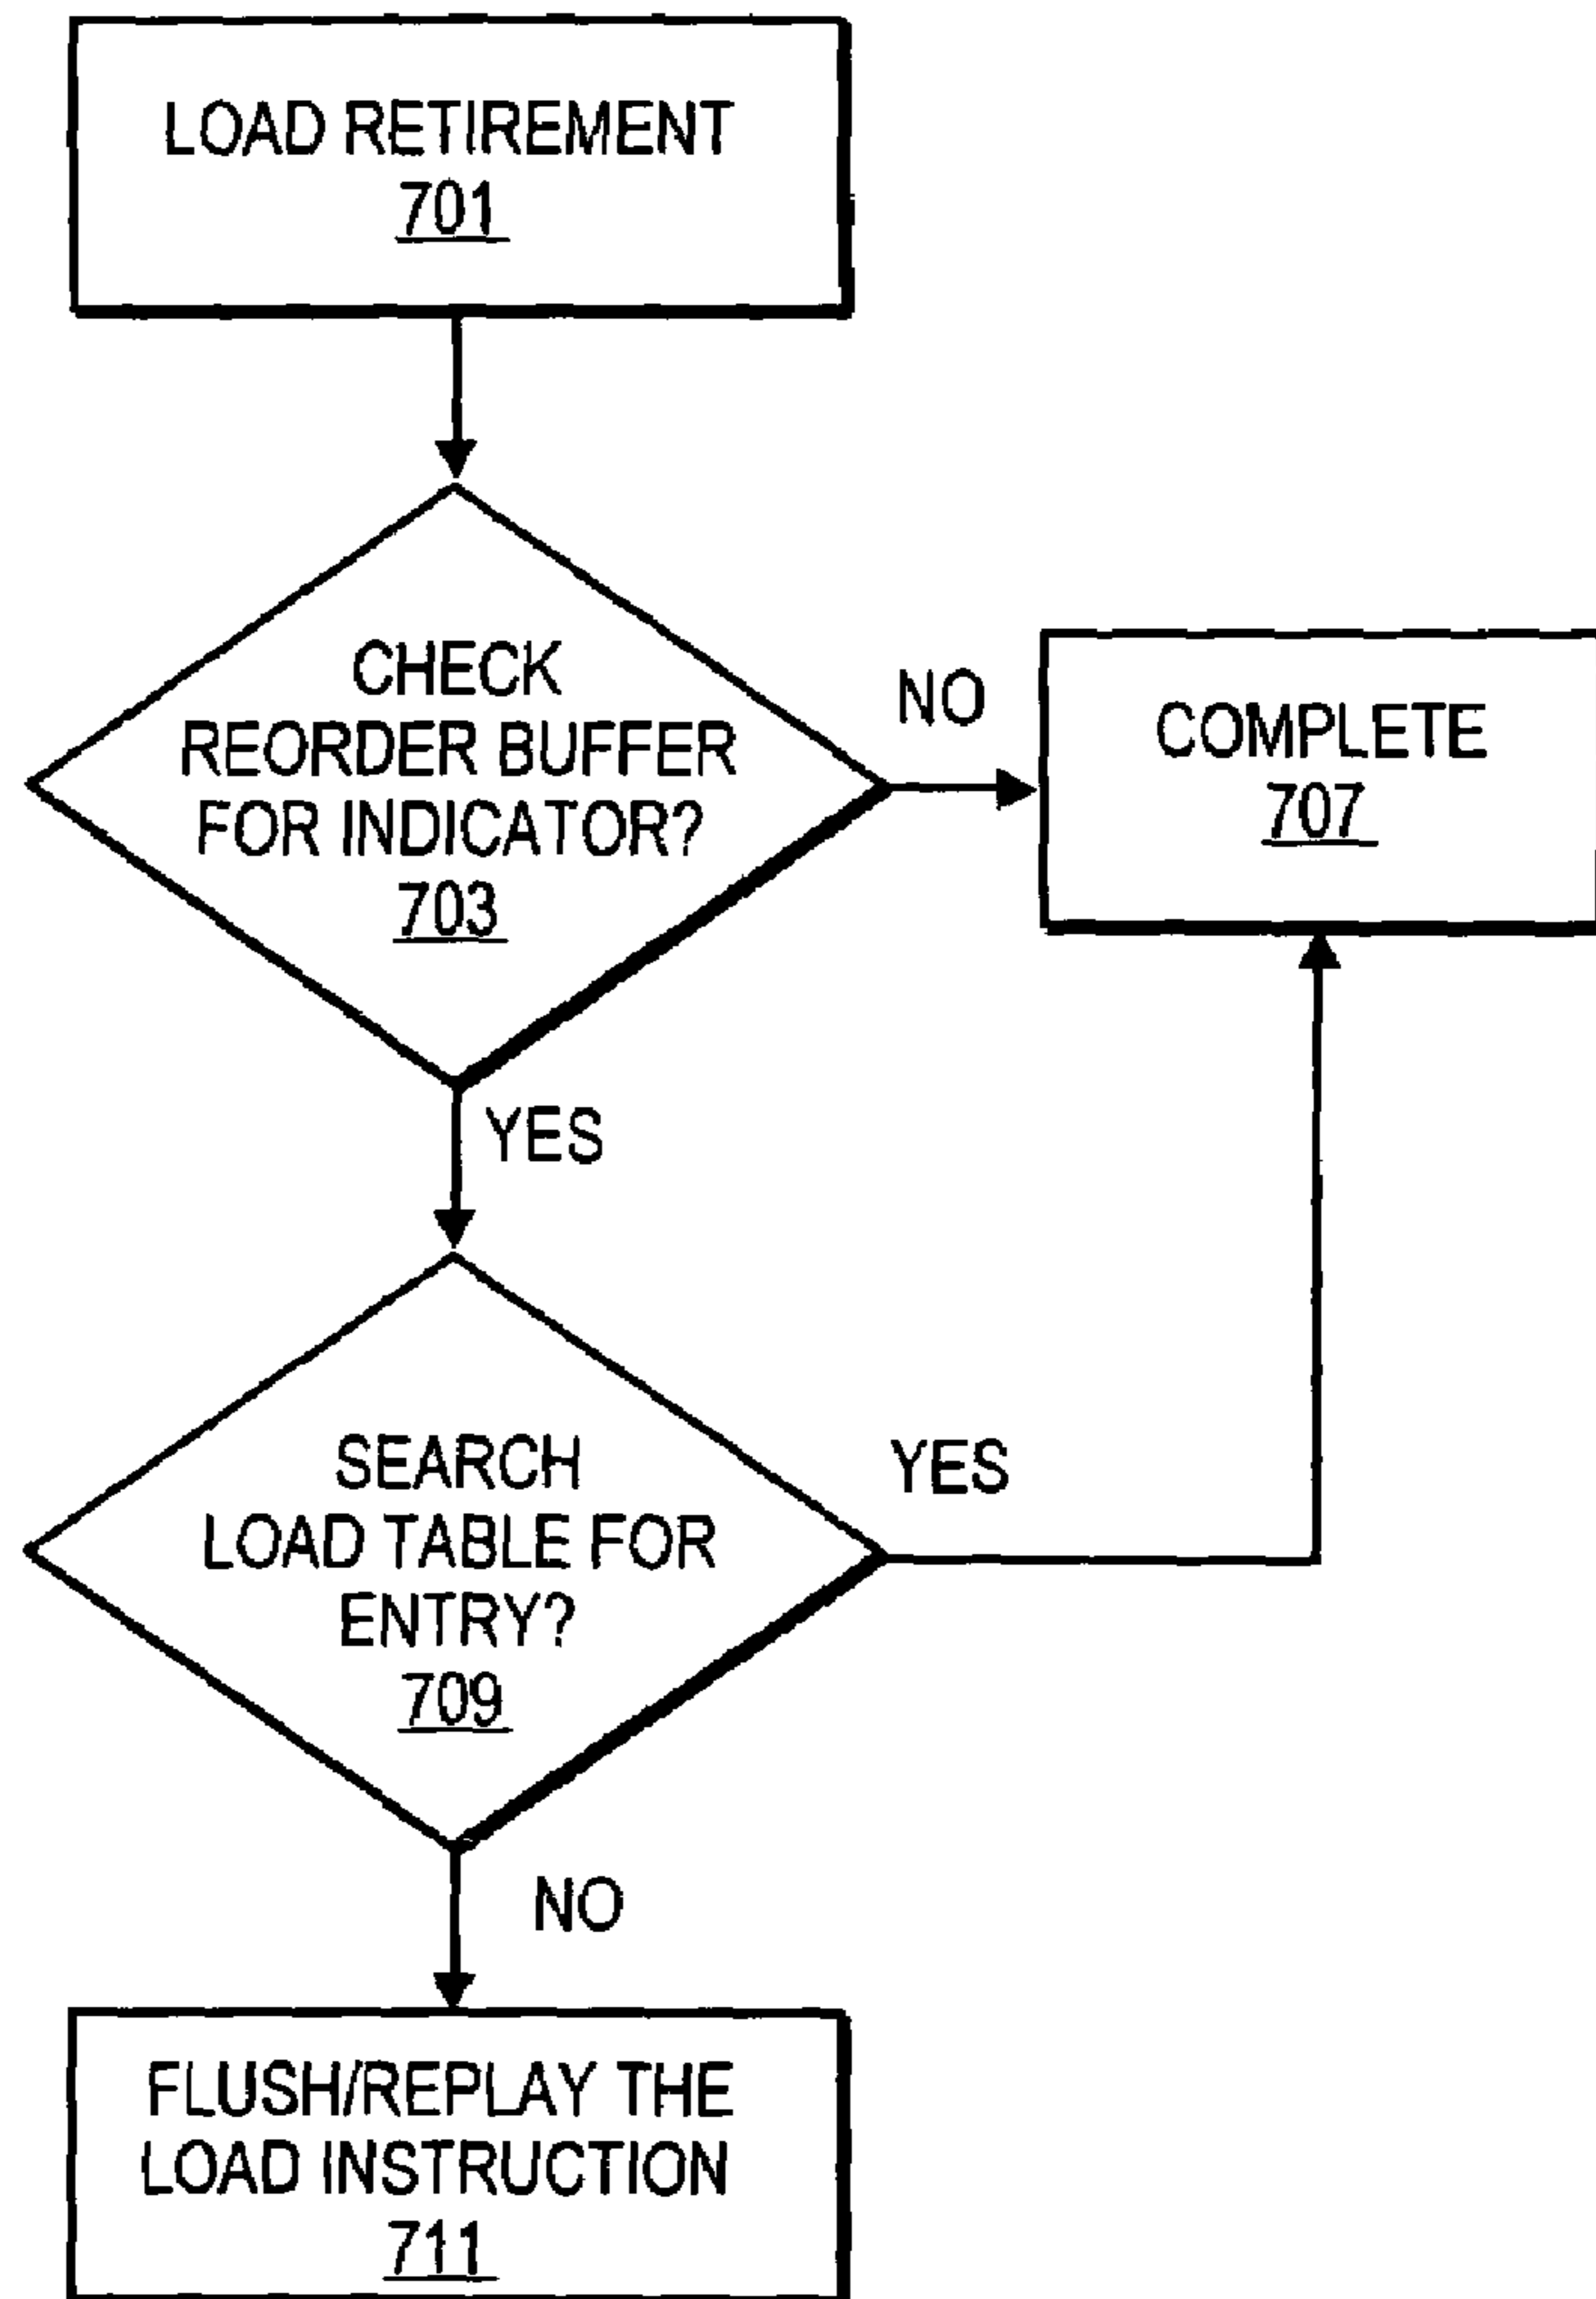 LOAD RETIREMENT
701
CHECK
REORDER BUFFER
FOR INDICATOR?
703
NO
COMPLETE
707
YES
SEARCH
LOAD TABLE FOR
ENTRY?
709
YES
NO
FLUSH/REPLAY THE
LOAD INSTRUCTION
711